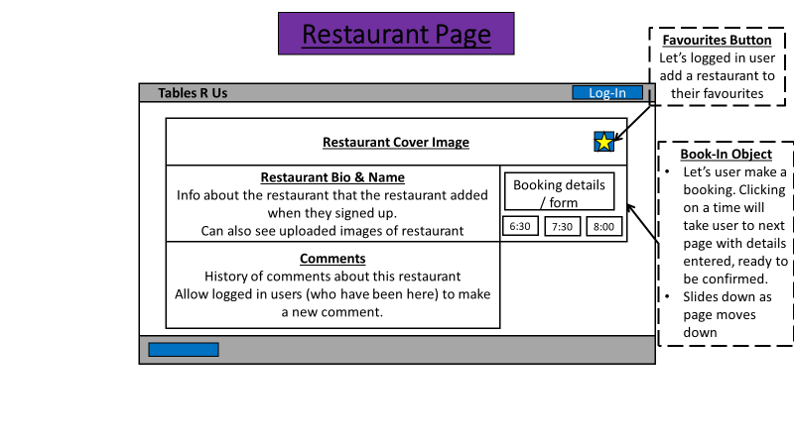 Restaurant Page
Favourites Button
Let's logged in user
add a restaurant to
their favourites
Tables R Us
Log-In
Restaurant Cover Image
Restaurant Bio & Name
Info about the restaurant that the restaurant added
when they signed up.
Can also see uploaded images of restaurant
Booking details
/ form
6:30
7:30
8:00
Book-In Object
• Let's user make a
booking. Clicking
on a time will
take user to next
page with details
entered, ready to
be confirmed.
• Slides down as
page moves
down
Comments
History of comments about this restaurant
Allow logged in users (who have been here) to make
a new comment.